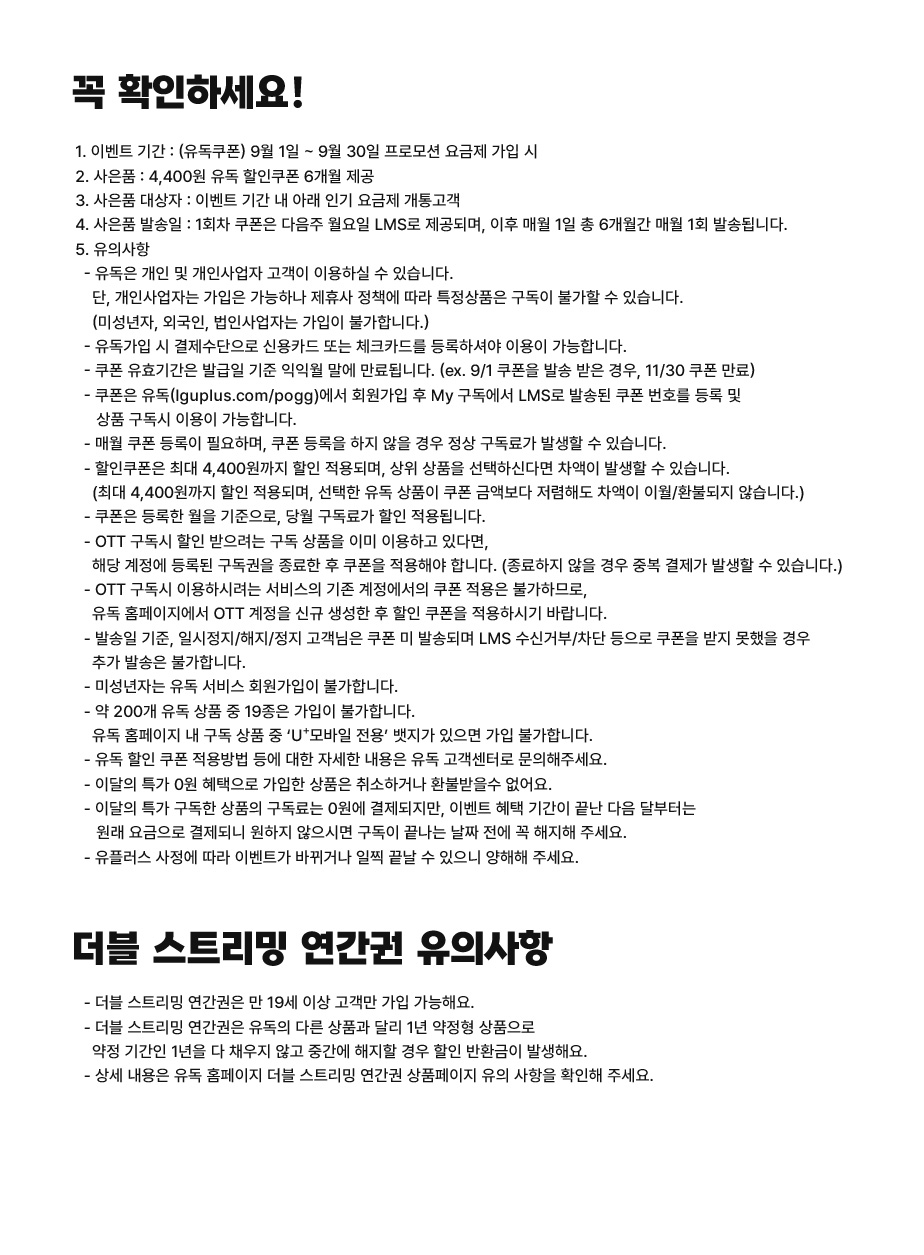 꼭 확인하세요!
1. 이벤트 기간 : (유독쿠폰) 9월 1일 ~ 9월 30일 프로모션 요금제 가입 시
2. 사은품 : 4,400원 유독 할인쿠폰 6개월 제공
3. 사은품 대상자 : 이벤트 기간 내 아래 인기 요금제 개통고객
4. 사은품 발송일 : 1회차 쿠폰은 다음주 월요일 LMS로 제공되며, 이후 매월 1일 총 6개월간 매월 1회 발송됩니다.
5. 유의사항
- 유독은 개인 및 개인사업자 고객이 이용하실 수 있습니다.
단, 개인사업자는 가입은 가능하나 제휴사 정책에 따라 특정상품은 구독이 불가할 수 있습니다.
(미성년자, 외국인, 법인사업자는 가입이 불가합니다.)
- 유독가입 시 결제수단으로 신용카드 또는 체크카드를 등록하셔야 이용이 가능합니다.
- 쿠폰 유효기간은 발급일 기준 익익월 말에 만료됩니다. (ex. 9/1 쿠폰을 발송 받은 경우, 11/30 쿠폰 만료)
- 쿠폰은 유독(lguplus.com/pogg)에서 회원가입 후 My 구독에서 LMS로 발송된 쿠폰 번호를 등록 및
상품 구독시 이용이 가능합니다.
- 매월 쿠폰 등록이 필요하며, 쿠폰 등록을 하지 않을 경우 정상 구독료가 발생할 수 있습니다.
- 할인쿠폰은 최대 4,400원까지 할인 적용되며, 상위 상품을 선택하신다면 차액이 발생할 수 있습니다.
(최대 4,400원까지 할인 적용되며, 선택한 유독 상품이 쿠폰 금액보다 저렴해도 차액이 이월/환불되지 않습니다.)
- 쿠폰은 등록한 월을 기준으로, 당월 구독료가 할인 적용됩니다.
- OTT 구독시 할인 받으려는 구독 상품을 이미 이용하고 있다면,
해당 계정에 등록된 구독권을 종료한 후 쿠폰을 적용해야 합니다. (종료하지 않을 경우 중복 결제가 발생할 수 있습니다.)
- OTT 구독시 이용하시려는 서비스의 기존 계정에서의 쿠폰 적용은 불가하므로,
유독 홈페이지에서 OTT 계정을 신규 생성한 후 할인 쿠폰을 적용하시기 바랍니다.
- 발송일 기준, 일시정지/해지/정지 고객님은 쿠폰 미 발송되며 LMS 수신거부/차단 등으로 쿠폰을 받지 못했을 경우
추가 발송은 불가합니다.
- 미성년자는 유독 서비스 회원가입이 불가합니다.
- 약 200개 유독 상품 중 19종은 가입이 불가합니다.
유독 홈페이지 내 구독 상품 중 ‘U⁺모바일 전용’ 뱃지가 있으면 가입 불가합니다.
- 유독 할인 쿠폰 적용방법 등에 대한 자세한 내용은 유독 고객센터로 문의해주세요.
- 이달의 특가 0원 혜택으로 가입한 상품은 취소하거나 환불받을수 없어요.
- 이달의 특가 구독한 상품의 구독료는 0원에 결제되지만, 이벤트 혜택 기간이 끝난 다음 달부터는
원래 요금으로 결제되니 원하지 않으시면 구독이 끝나는 날짜 전에 꼭 해지해 주세요.
- 유플러스 사정에 따라 이벤트가 바뀌거나 일찍 끝날 수 있으니 양해해 주세요.
더블 스트리밍 연간권 유의사항
- 더블 스트리밍 연간권은 만 19세 이상 고객만 가입 가능해요.
- 더블 스트리밍 연간권은 유독의 다른 상품과 달리 1년 약정형 상품으로
약정 기간인 1년을 다 채우지 않고 중간에 해지할 경우 할인 반환금이 발생해요.
- 상세 내용은 유독 홈페이지 더블 스트리밍 연간권 상품페이지 유의 사항을 확인해 주세요.